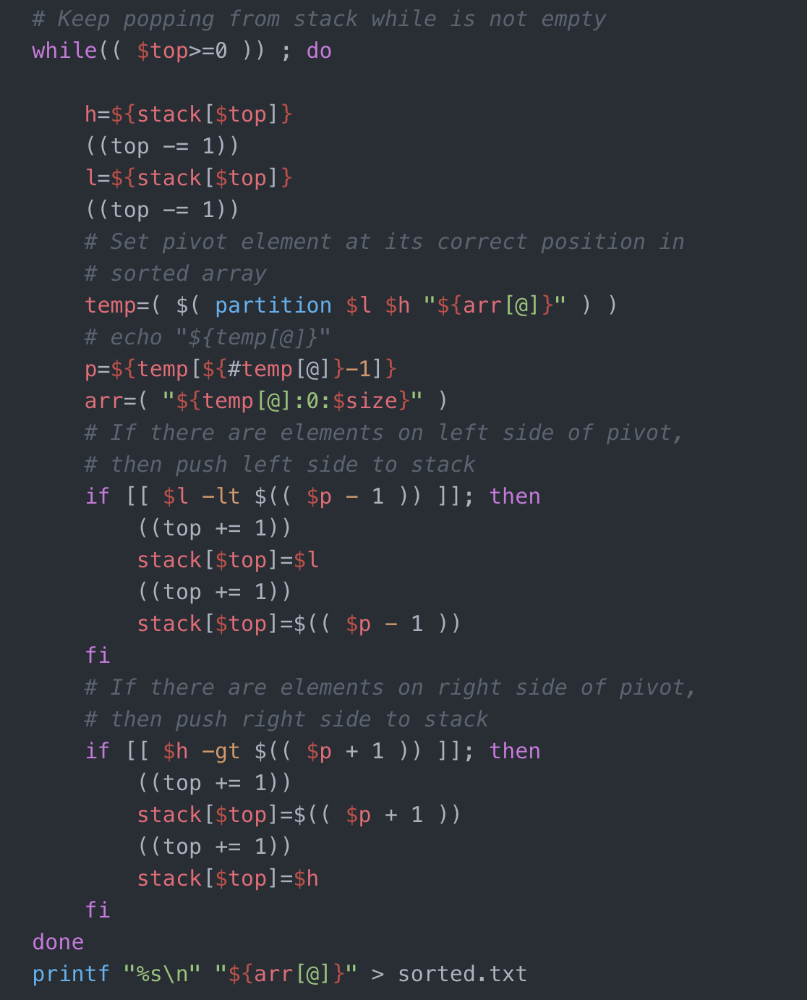 # Keep popping from stack while is not empty
while(( $top>=0 )) ; do

    h=${stack[$top]}
    ((top -= 1))
    l=${stack[$top]}
    ((top -= 1))
    # Set pivot element at its correct position in
    # sorted array
    temp=( $( partition $l $h "${arr[@]}" ) )
    # echo "${temp[@]}"
    p=${temp[${#temp[@]}-1]}
    arr=( "${temp[@]:0:$size}" )
    # If there are elements on left side of pivot,
    # then push left side to stack
    if [[ $l -lt $(( $p - 1 )) ]]; then
        ((top += 1))
        stack[$top]=$l
        ((top += 1))
        stack[$top]=$(( $p - 1 ))
    fi
    # If there are elements on right side of pivot,
    # then push right side to stack
    if [[ $h -gt $(( $p + 1 )) ]]; then
        ((top += 1))
        stack[$top]=$(( $p + 1 ))
        ((top += 1))
        stack[$top]=$h
    fi
done
printf "%s\n" "${arr[@]}" > sorted.txt